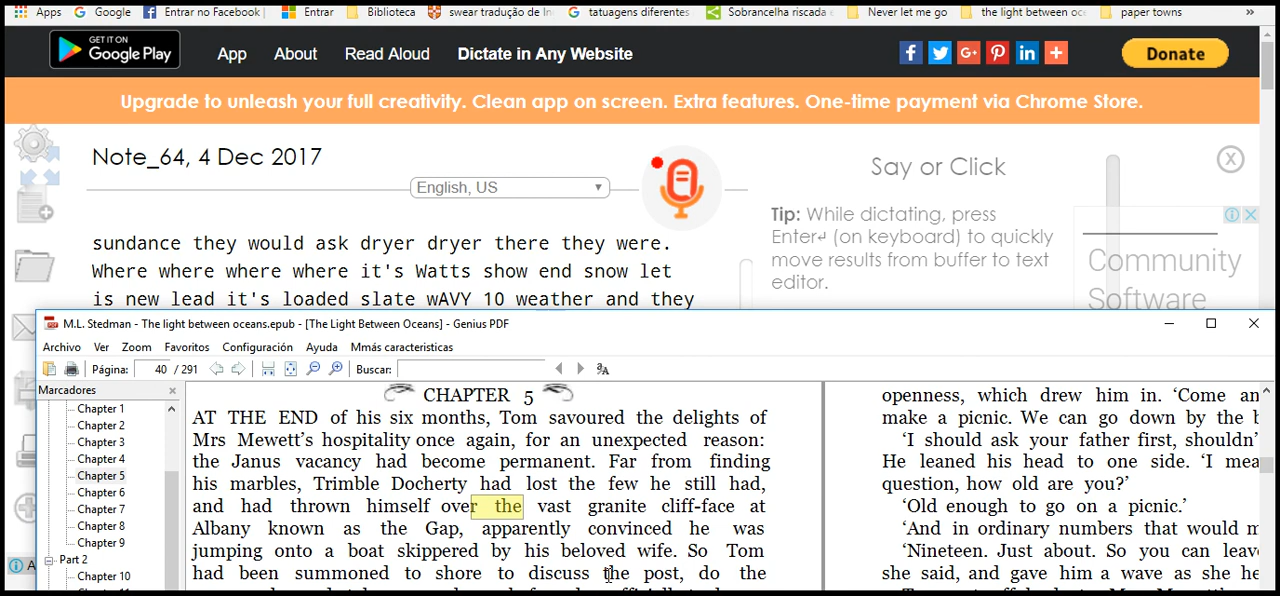 Apps Google Entrar no Facebook Entrar Biblioteca swear tradução de In tatuagens diferentes Sobrancelha riscada Never let me go the light between oce paper towns »
GET IT ON
Google Play
App About Read Aloud Dictate in Any Website
Donate
Upgrade to unleash your full creativity. Clean app on screen. Extra features. One-time payment via Chrome Store.
Note_64, 4 Dec 2017
English, US
sundance they would ask dryer dryer there they were.
Where where where where it's Watts show end snow let
is new lead it's loaded slate wAVY 10 weather and they
Say or Click
Tip: While dictating, press
Enter↵ (on keyboard) to quickly
move results from buffer to text
editor.
Community
Software
M.L. Stedman - The light between oceans.epub - [The Light Between Oceans] - Genius PDF
Archivo Ver Zoom Favoritos Configuración Ayuda Mmás características
Página: 40 / 291 Buscar:
Marcadores
Chapter 1
Chapter 2
Chapter 3
Chapter 4
Chapter 5
Chapter 6
Chapter 7
Chapter 8
Chapter 9
Part 2
Chapter 10
CHAPTER 5
AT THE END of his six months, Tom savoured the delights of
Mrs Mewett's hospitality once again, for an unexpected reason:
the Janus vacancy had become permanent. Far from finding
his marbles, Trimble Docherty had lost the few he still had,
and had thrown himself over the vast granite cliff-face at
Albany known as the Gap, apparently convinced he was
jumping onto a boat skippered by his beloved wife. So Tom
had been summoned to shore to discuss the post, do the
openness, which drew him in. 'Come an
make a picnic. We can go down by the b
'I should ask your father first, shouldn'
He leaned his head to one side. 'I mea
question, how old are you?'
'Old enough to go on a picnic.'
'And in ordinary numbers that would m
'Nineteen. Just about. So you can leav
she said, and gave him a wave as she he